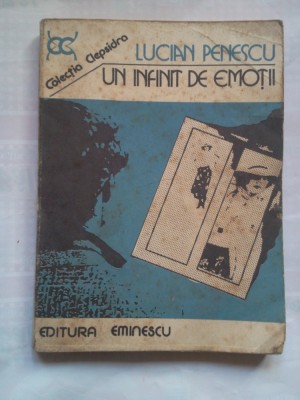 Colecția Clepsidra
LUCIAN PENESCU
UN INFINIT DE EMOȚII
EDITURA EMINESCU